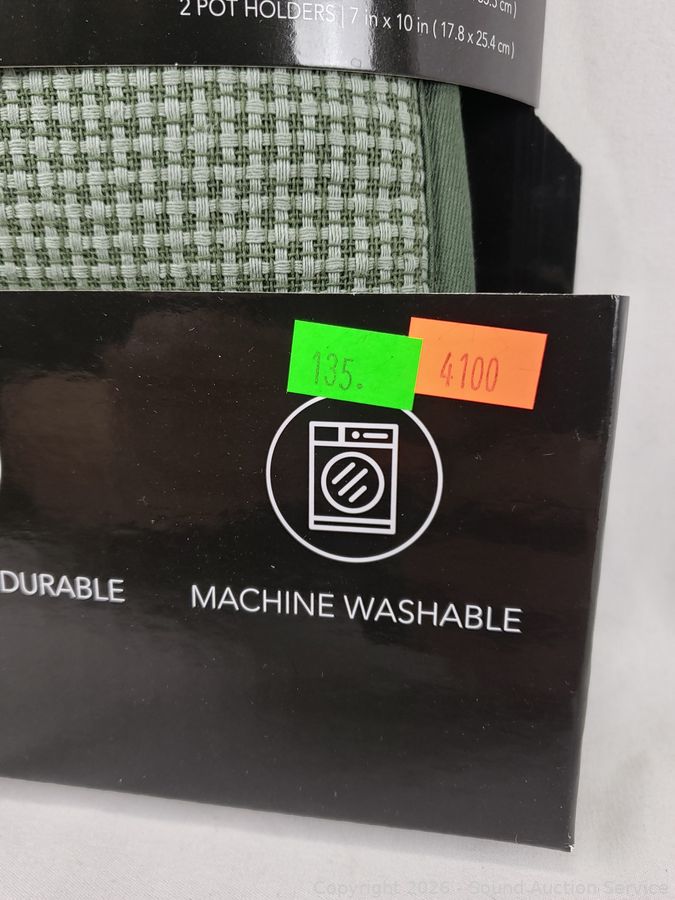 2 POT HOLDERS | 7 in x 10 in ( 17.8 x 25.4 cm )
135.
4100
DURABLE
MACHINE WASHABLE
Copyright 2026 - Sound Auction Service